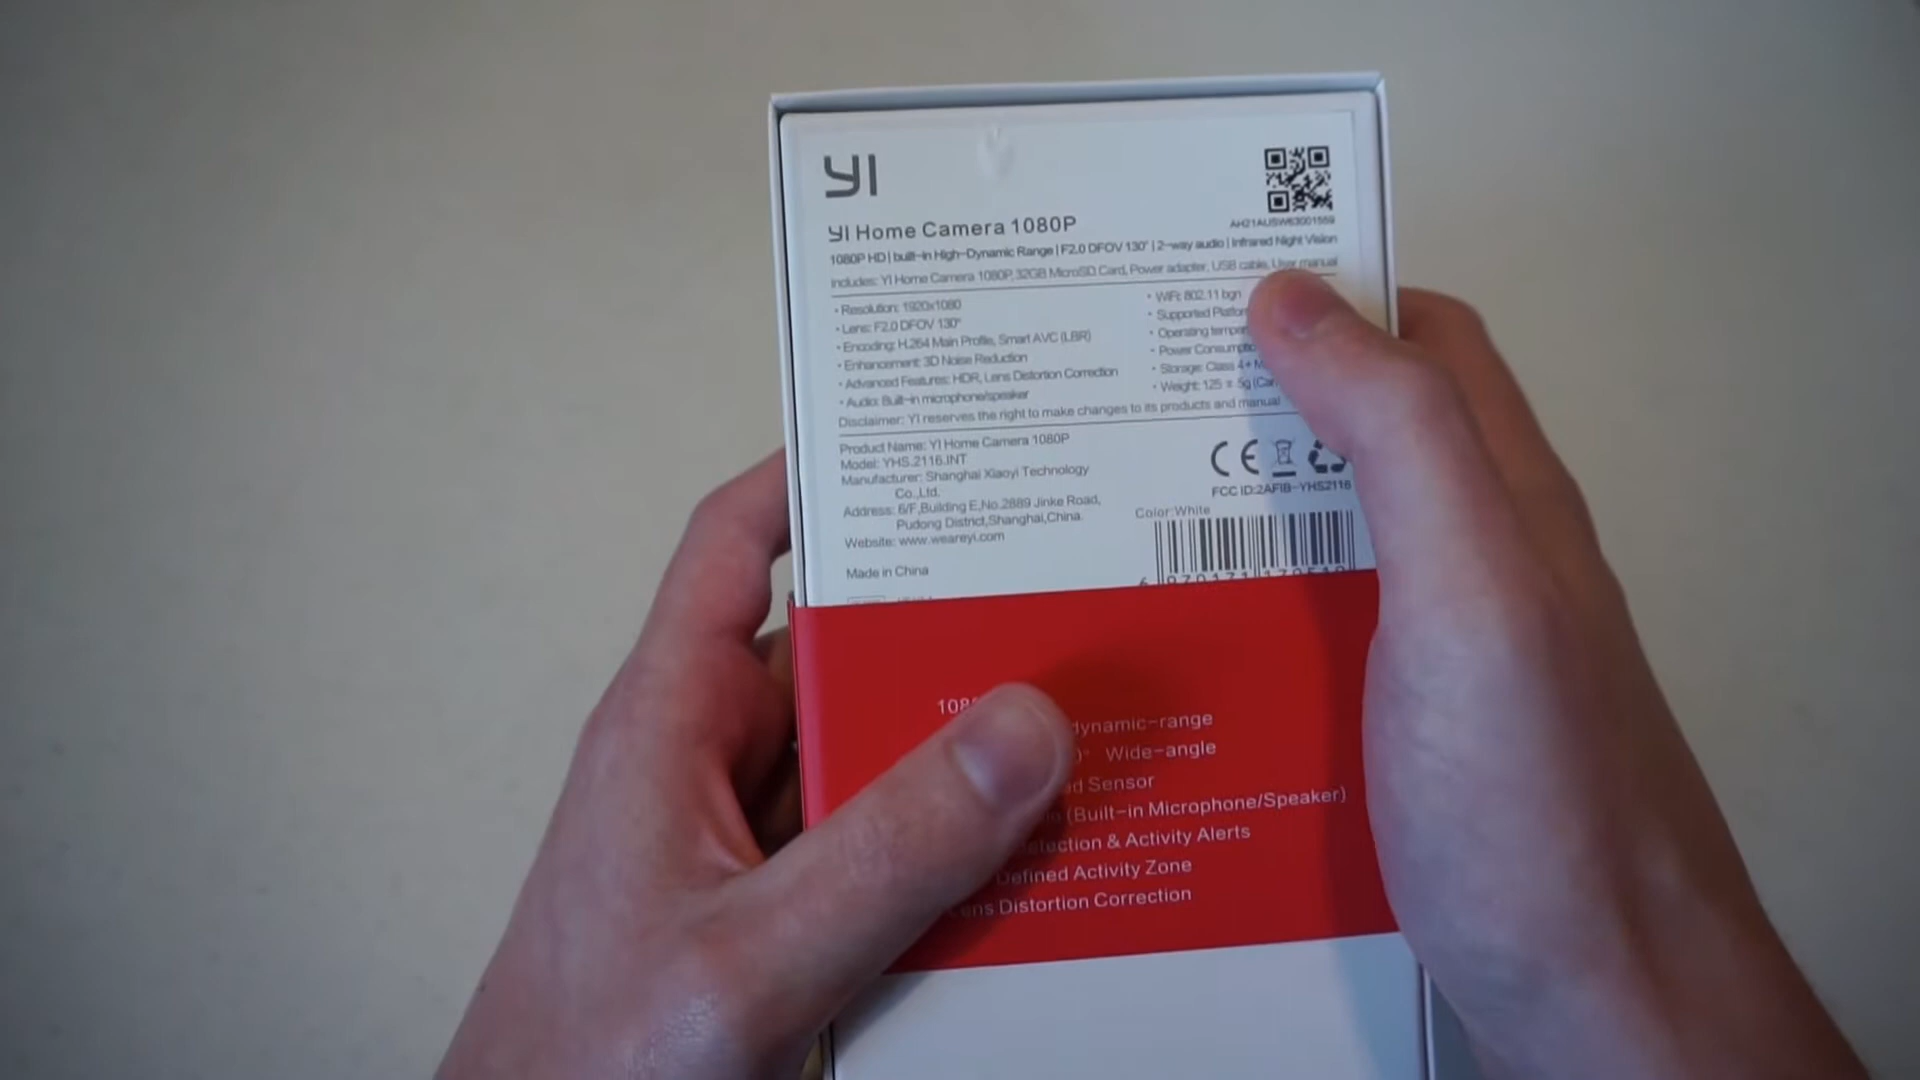 YI
YI Home Camera 1080P
AH21AUSW63001559
1080P HD | built-in High-Dynamic Range | F2.0 DFOV 130° | 2-way audio | Infrared Night Vision
Includes: YI Home Camera 1080P, 32GB MicroSD Card, Power adapter, USB cable, User manual
• Resolution: 1920x1080
• Lens: F2.0 DFOV 130°
• Encoding: H.264 Main Profile, Smart AVC (LBR)
• Enhancement: 3D Noise Reduction
• Advanced Features: HDR, Lens Distortion Correction
• Audio: Built-in microphone/speaker
• WiFi: 802.11 bgn
• Supported
• Operating
• Power
• Storage: Class 4+
• Weight: 125 ± 5g
Disclaimer: YI reserves the right to make changes to its products and manual
Product Name: YI Home Camera 1080P
Model: YHS.2116.INT
Manufacturer: Shanghai Xiaoyi Technology
Co.,Ltd.
Address: 6/F,Building E,No.2889 Jinke Road,
Pudong District,Shanghai,China.
Website: www.weareyi.com
Made in China
CE
FCC ID:2AFIB-YHS2116
Color:White
dynamic-range
Wide-angle
Sensor
(Built-in Microphone/Speaker)
& Activity Alerts
Defined Activity Zone
Distortion Correction